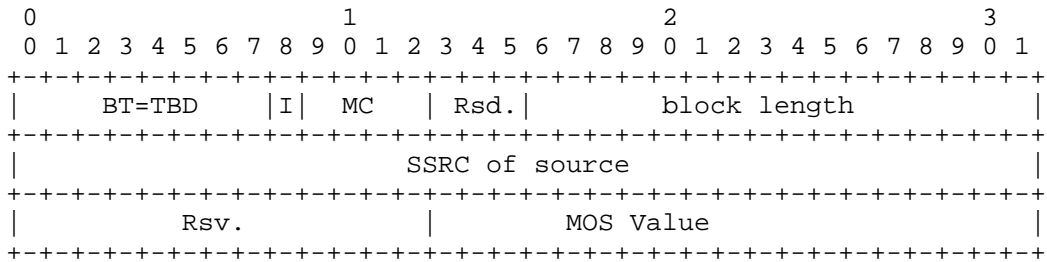 0                   1                   2                   3
 0 1 2 3 4 5 6 7 8 9 0 1 2 3 4 5 6 7 8 9 0 1 2 3 4 5 6 7 8 9 0 1
+-+-+-+-+-+-+-+-+-+-+-+-+-+-+-+-+-+-+-+-+-+-+-+-+-+-+-+-+-+-+-+-+
|     BT=TBD    |I|  MC   | Rsd.|        block length           |
+-+-+-+-+-+-+-+-+-+-+-+-+-+-+-+-+-+-+-+-+-+-+-+-+-+-+-+-+-+-+-+-+
|                        SSRC of source                         |
+-+-+-+-+-+-+-+-+-+-+-+-+-+-+-+-+-+-+-+-+-+-+-+-+-+-+-+-+-+-+-+-+
|          Rsv.           |        MOS Value                    |
+-+-+-+-+-+-+-+-+-+-+-+-+-+-+-+-+-+-+-+-+-+-+-+-+-+-+-+-+-+-+-+-+